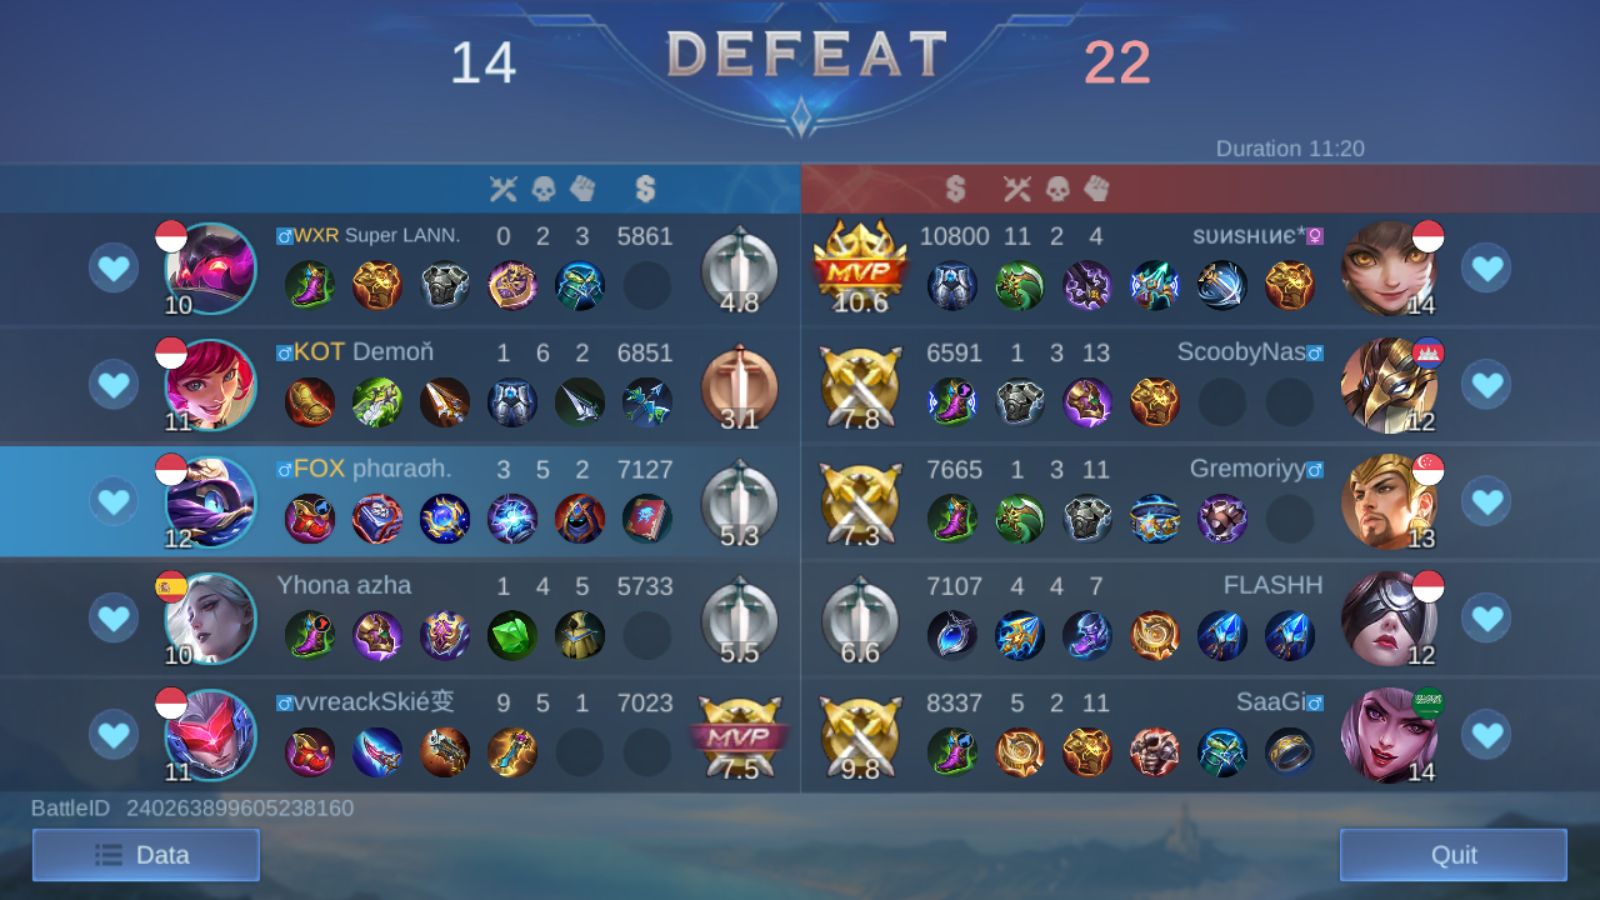 14 DEFEAT 22
Duration 11:20
WXR Super LANN. 0 2 3 5861
10 4.8
MVP 10800 11 2 4 ѕυиѕнιиє*
10.6 14
KOT Demoň 1 6 2 6851
11 3.1
6591 1 3 13 ScoobyNas
7.8 12
FOX phαraσh. 3 5 2 7127
12 5.3
7665 1 3 11 Gremoriyy
7.3 13
Yhona azha 1 4 5 5733
10 5.5
7107 4 4 7 FLASHH
6.6 12
vvreackSkié变 9 5 1 7023
11 MVP 7.5
8337 5 2 11 SaaGi
9.8 14
BattleID 240263899605238160
Data Quit